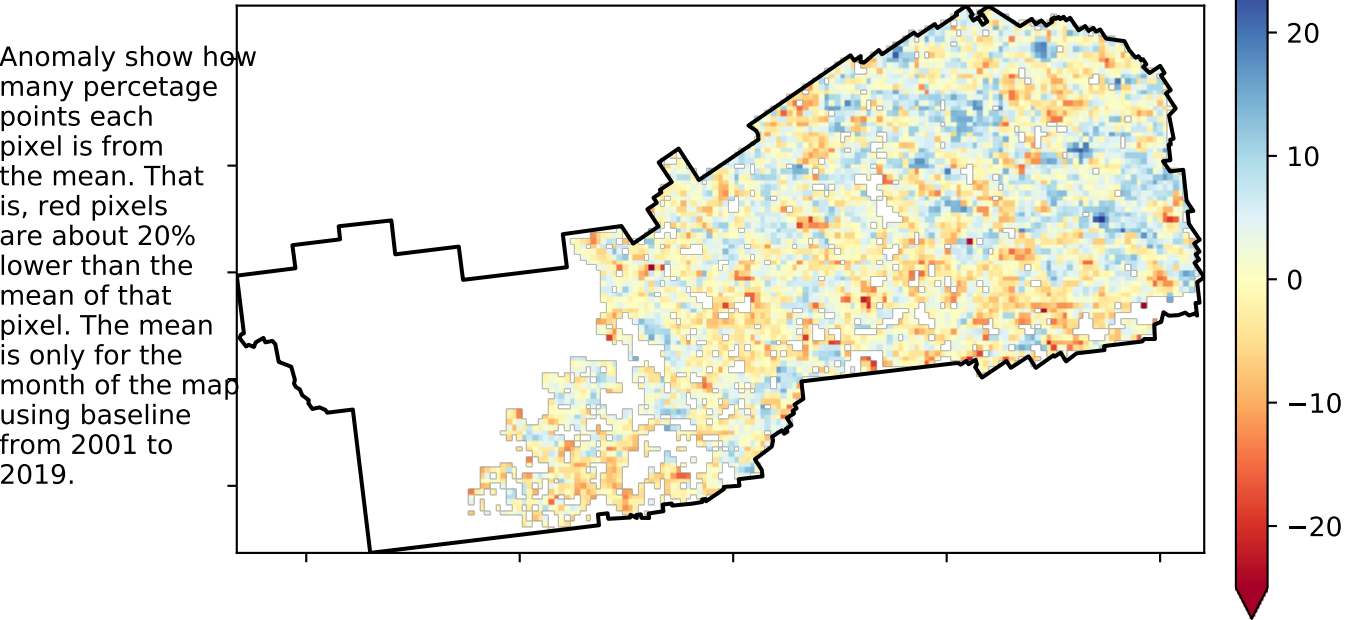 Anomaly show how
many percetage
points each
pixel is from
the mean. That
is, red pixels
are about 20%
lower than the
mean of that
pixel. The mean
is only for the
month of the map
using baseline
from 2001 to
2019.
20
10
0
−10
−20